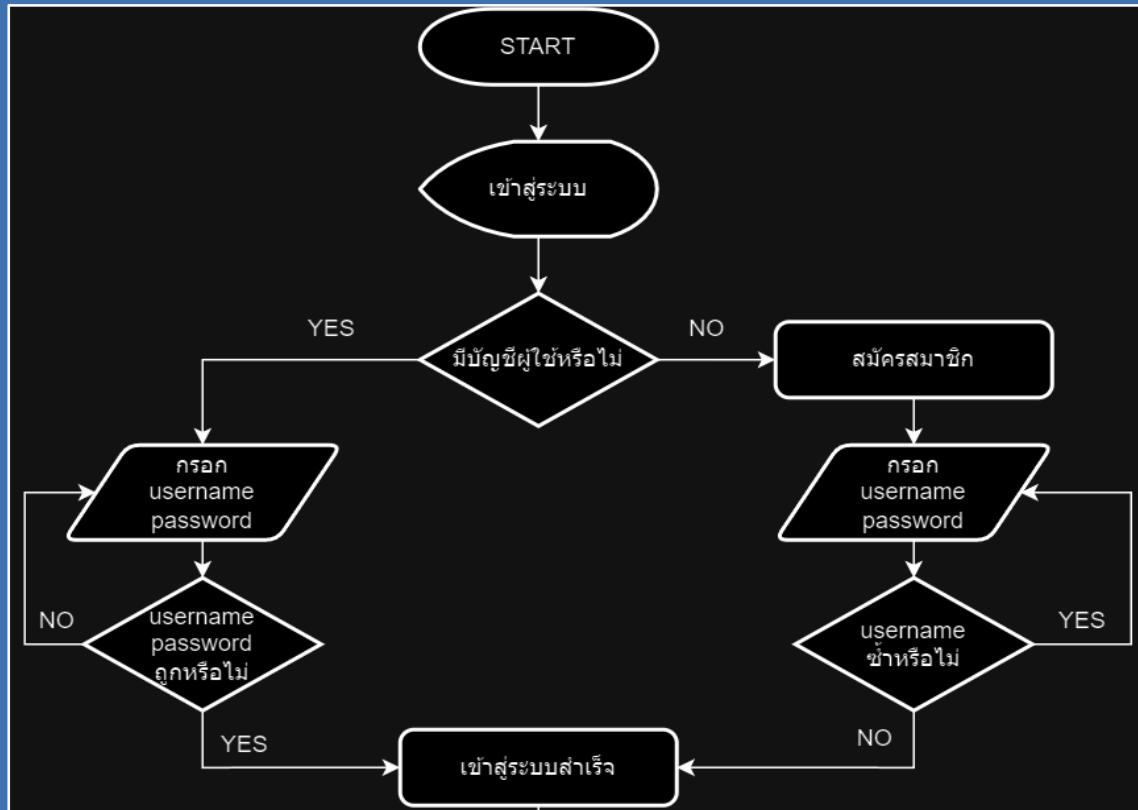 START
เข้าสู่ระบบ
YES
NO
มีบัญชีผู้ใช้หรือไม่
สมัครสมาชิก
กรอก
username
password
กรอก
username
password
NO
username
password
ถูกหรือไม่
username
ซ้ำหรือไม่
YES
YES
เข้าสู่ระบบสำเร็จ
NO